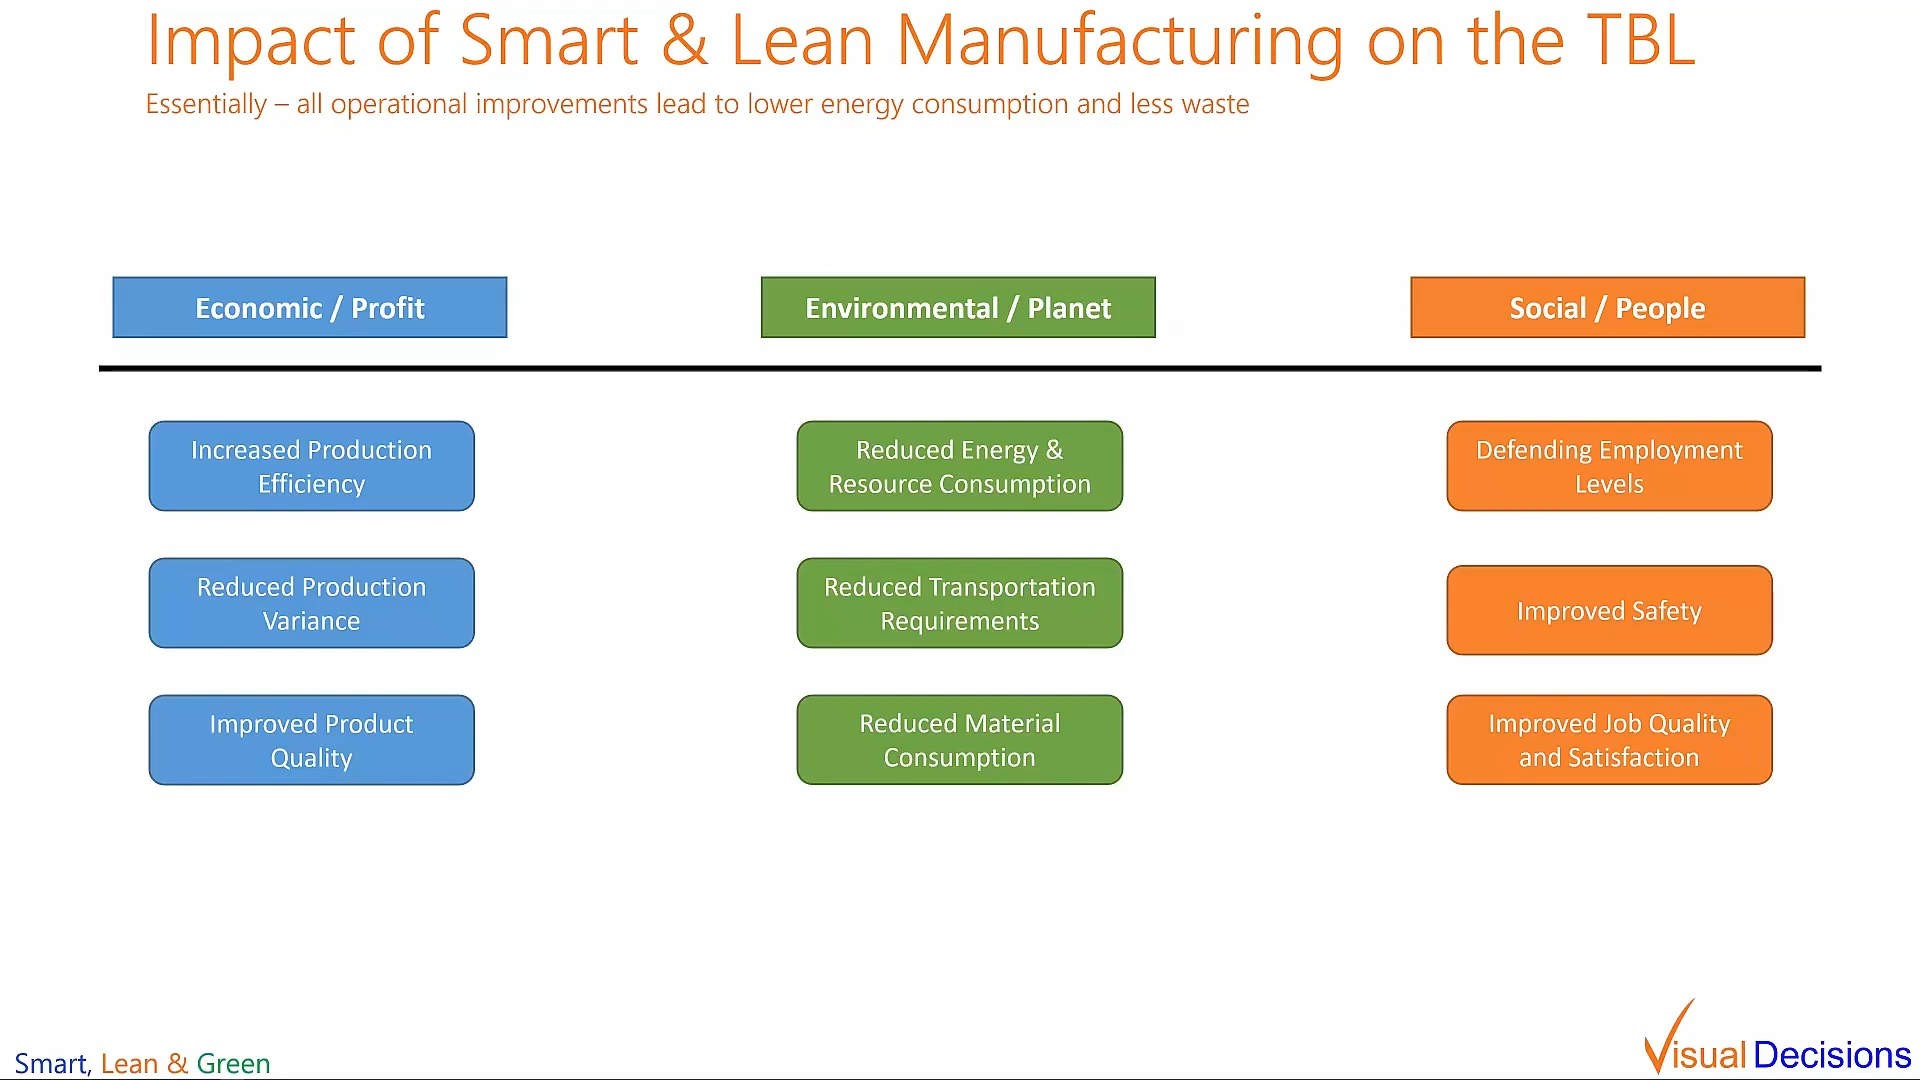 Impact of Smart & Lean Manufacturing on the TBL
Essentially – all operational improvements lead to lower energy consumption and less waste
Economic / Profit
Environmental / Planet
Social / People
Increased Production
Efficiency
Reduced Energy &
Resource Consumption
Defending Employment
Levels
Reduced Production
Variance
Reduced Transportation
Requirements
Improved Safety
Improved Product
Quality
Reduced Material
Consumption
Improved Job Quality
and Satisfaction
Smart, Lean & Green
Visual Decisions